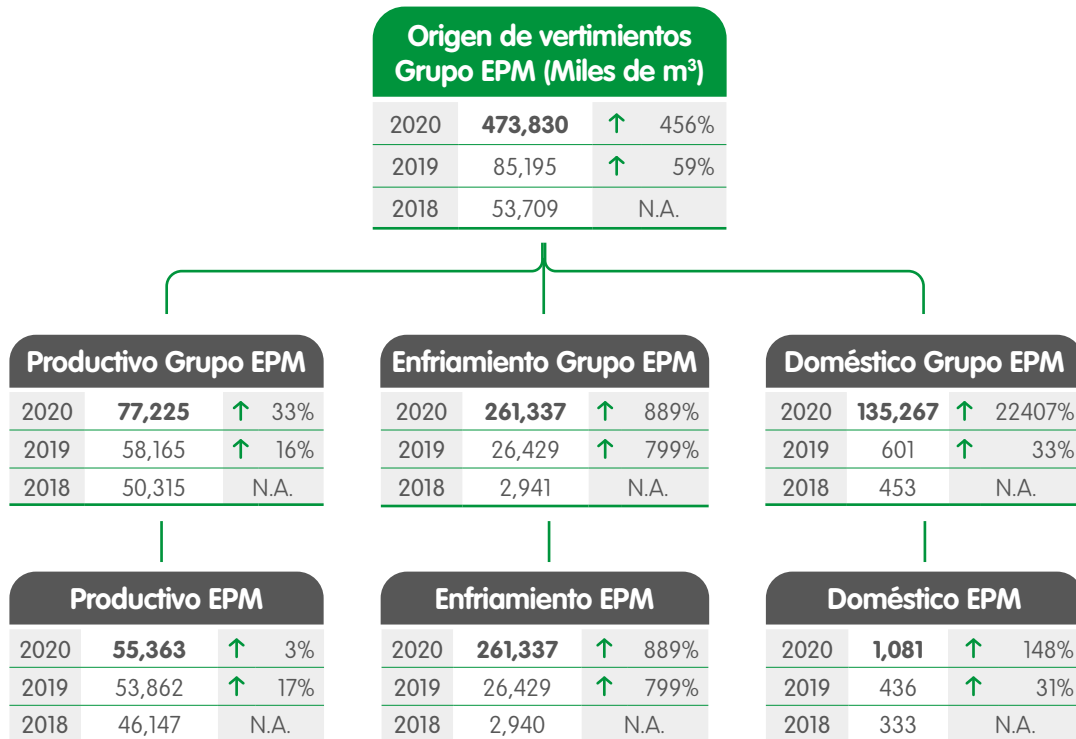 Origen de vertimientos
Grupo EPM (Miles de m³)
2020 473,830 ↑ 456%
2019 85,195 ↑ 59%
2018 53,709 N.A.
Productivo Grupo EPM
2020 77,225 ↑ 33%
2019 58,165 ↑ 16%
2018 50,315 N.A.
Enfriamiento Grupo EPM
2020 261,337 ↑ 889%
2019 26,429 ↑ 799%
2018 2,941 N.A.
Doméstico Grupo EPM
2020 135,267 ↑ 22407%
2019 601 ↑ 33%
2018 453 N.A.
Productivo EPM
2020 55,363 ↑ 3%
2019 53,862 ↑ 17%
2018 46,147 N.A.
Enfriamiento EPM
2020 261,337 ↑ 889%
2019 26,429 ↑ 799%
2018 2,940 N.A.
Doméstico EPM
2020 1,081 ↑ 148%
2019 436 ↑ 31%
2018 333 N.A.